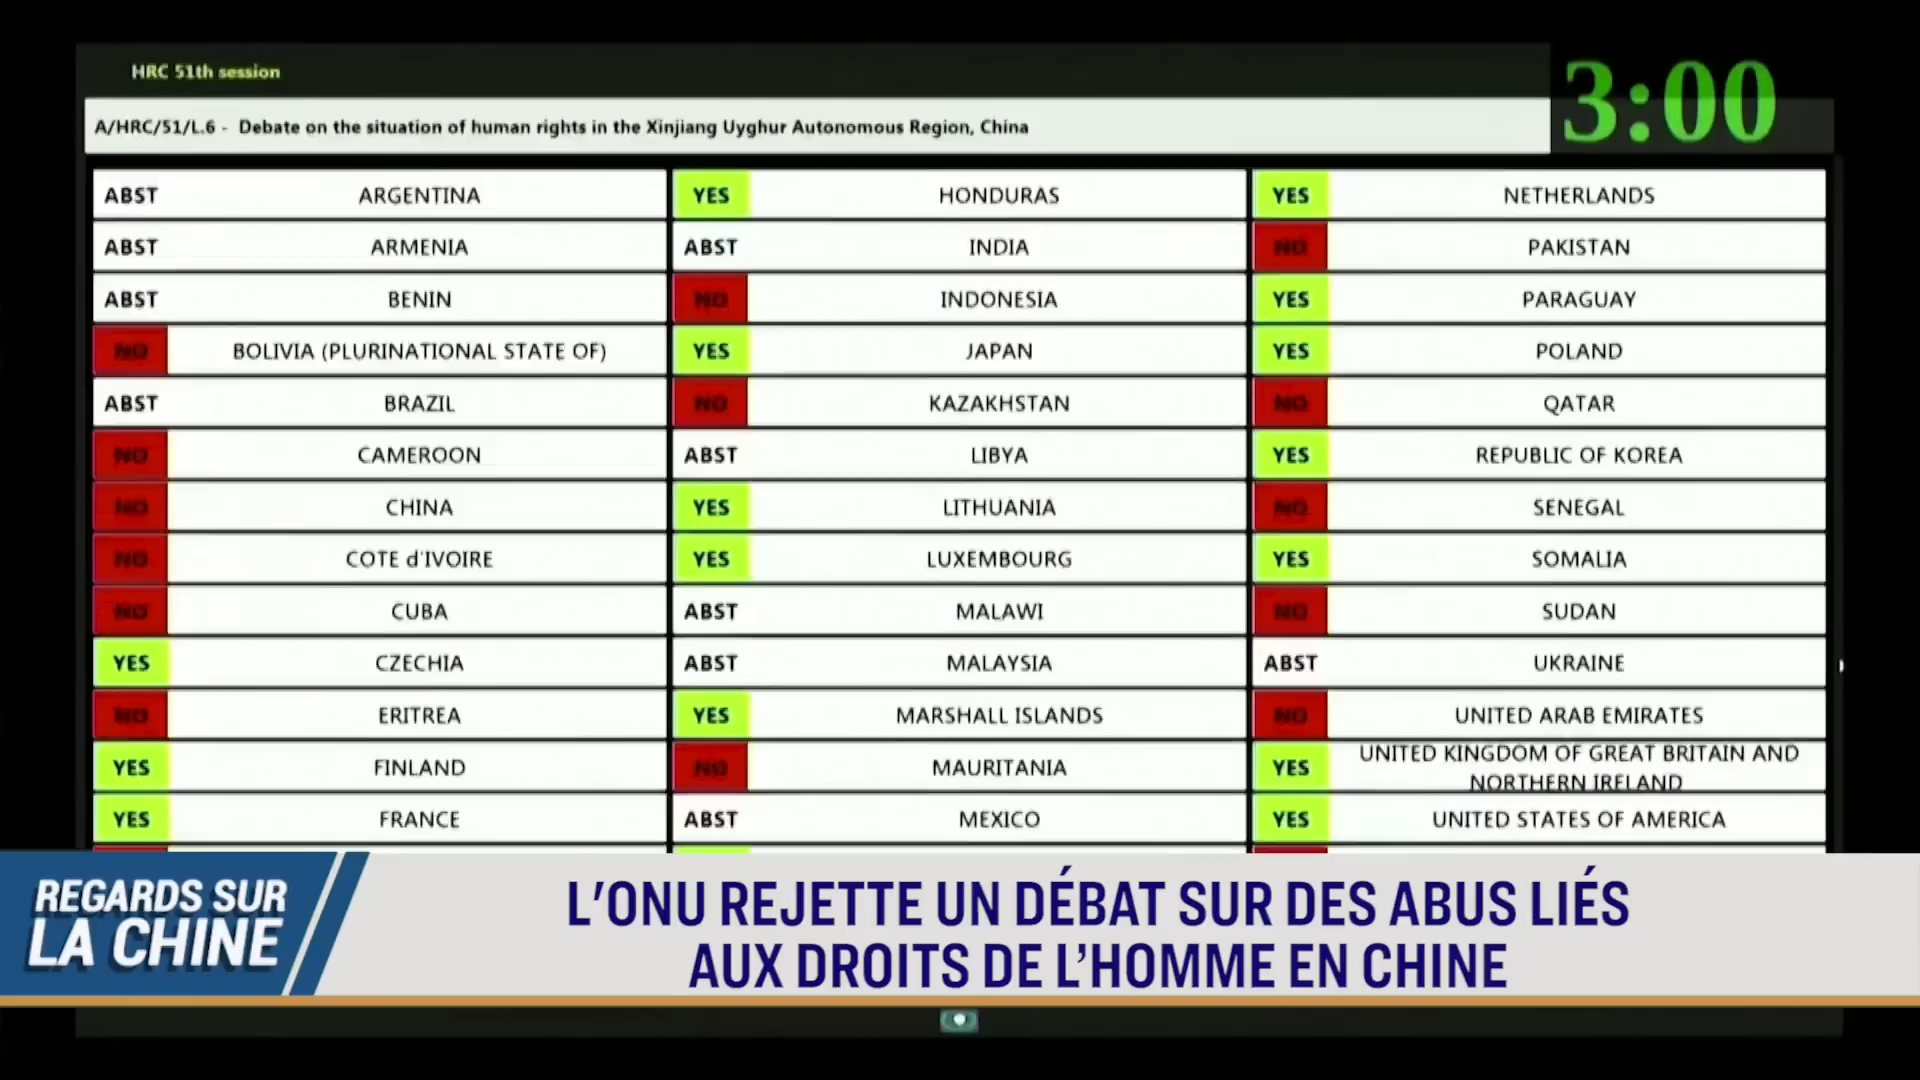 HRC 51th session
3:00
A/HRC/51/L.6 - Debate on the situation of human rights in the Xinjiang Uyghur Autonomous Region, China
ABST ARGENTINA
ABST ARMENIA
ABST BENIN
NO BOLIVIA (PLURINATIONAL STATE OF)
ABST BRAZIL
NO CAMEROON
NO CHINA
NO COTE d'IVOIRE
NO CUBA
YES CZECHIA
NO ERITREA
YES FINLAND
YES FRANCE
YES HONDURAS
ABST INDIA
NO INDONESIA
YES JAPAN
NO KAZAKHSTAN
ABST LIBYA
YES LITHUANIA
YES LUXEMBOURG
ABST MALAWI
ABST MALAYSIA
YES MARSHALL ISLANDS
NO MAURITANIA
ABST MEXICO
YES NETHERLANDS
NO PAKISTAN
YES PARAGUAY
YES POLAND
NO QATAR
YES REPUBLIC OF KOREA
NO SENEGAL
YES SOMALIA
NO SUDAN
ABST UKRAINE
NO UNITED ARAB EMIRATES
YES UNITED KINGDOM OF GREAT BRITAIN AND
NORTHERN IRELAND
YES UNITED STATES OF AMERICA
REGARDS SUR
LA CHINE
L'ONU REJETTE UN DÉBAT SUR DES ABUS LIÉS
AUX DROITS DE L'HOMME EN CHINE